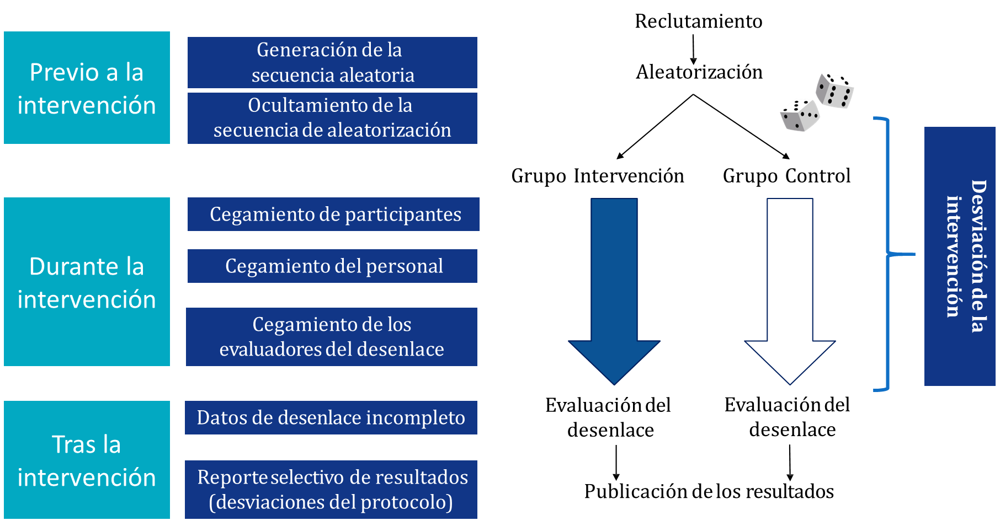 Previo a la
intervención
Generación de la
secuencia aleatoria
Ocultamiento de la
secuencia de aleatorización
Durante la
intervención
Cegamiento de participantes
Cegamiento del personal
Cegamiento de los
evaluadores del desenlace
Tras la
intervención
Datos de desenlace incompleto
Reporte selectivo de resultados
(desviaciones del protocolo)
Reclutamiento
Aleatorización
Grupo Intervención
Grupo Control
Evaluación del
desenlace
Evaluación del
desenlace
Publicación de los resultados
Desviación de la
intervención